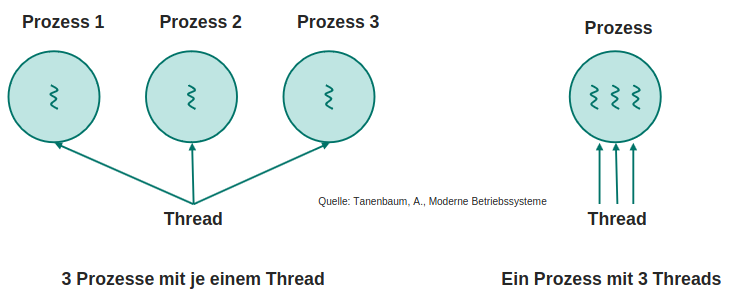 Prozess 1
Prozess 2
Prozess 3
Prozess
Thread
Quelle: Tanenbaum, A., Moderne Betriebssysteme
Thread
3 Prozesse mit je einem Thread
Ein Prozess mit 3 Threads